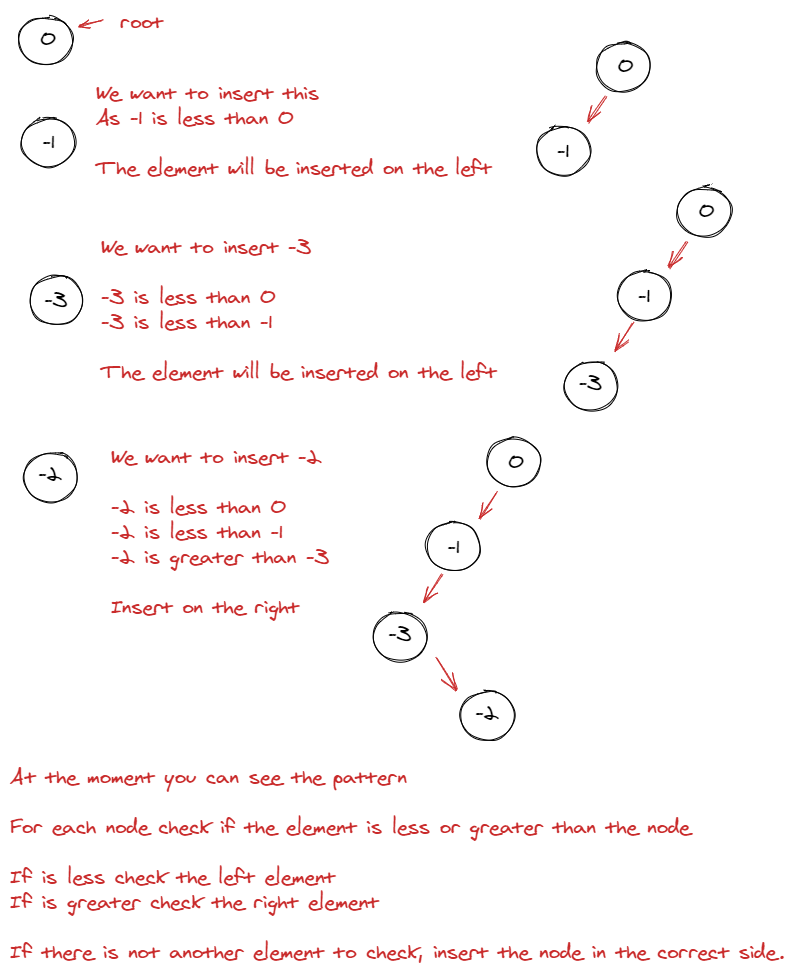 0 root
0
We want to insert this
As -1 is less than 0
-1
-1
The element will be inserted on the left
0
We want to insert -3
-3
-3 is less than 0
-1
-3 is less than -1
The element will be inserted on the left
-3
We want to insert -2
0
-2
-2 is less than 0
-2 is less than -1
-1
-2 is greater than -3
Insert on the right
-3
-2
At the moment you can see the pattern
For each node check if the element is less or greater than the node
If is less check the left element
If is greater check the right element
If there is not another element to check, insert the node in the correct side.